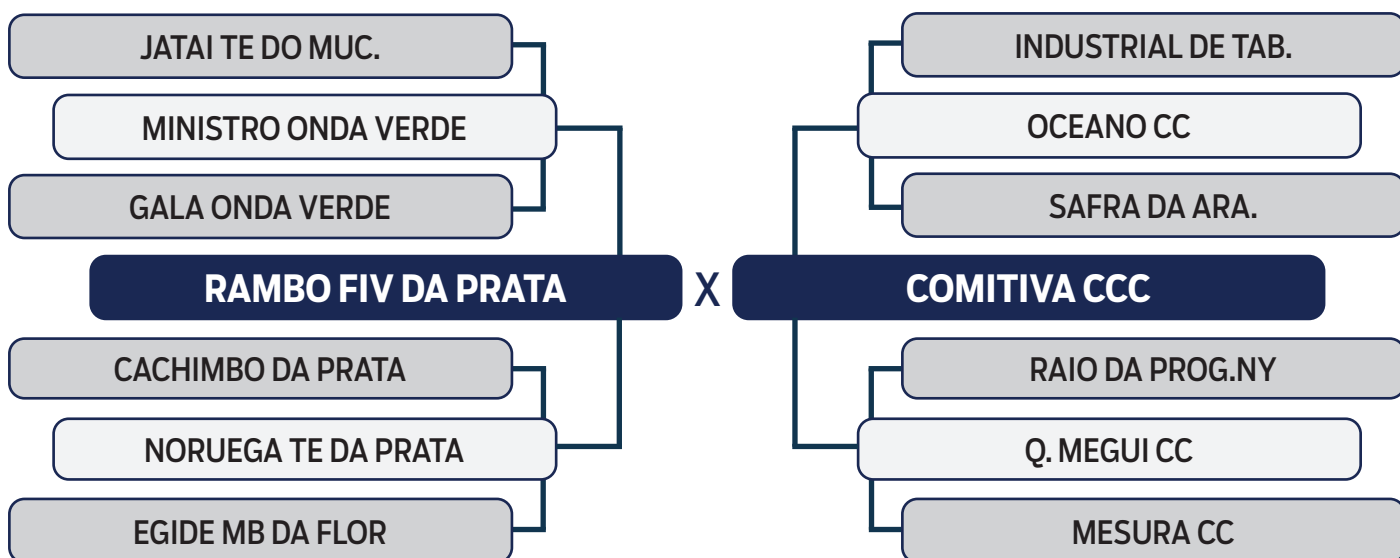 JATAI TE DO MUC.
MINISTRO ONDA VERDE
GALA ONDA VERDE
INDUSTRIAL DE TAB.
OCEANO CC
SAFRA DA ARA.
RAMBO FIV DA PRATA X COMITIVA CCC
CACHIMBO DA PRATA
NORUEGA TE DA PRATA
EGIDE MB DA FLOR
RAIO DA PROG.NY
Q. MEGUI CC
MESURA CC